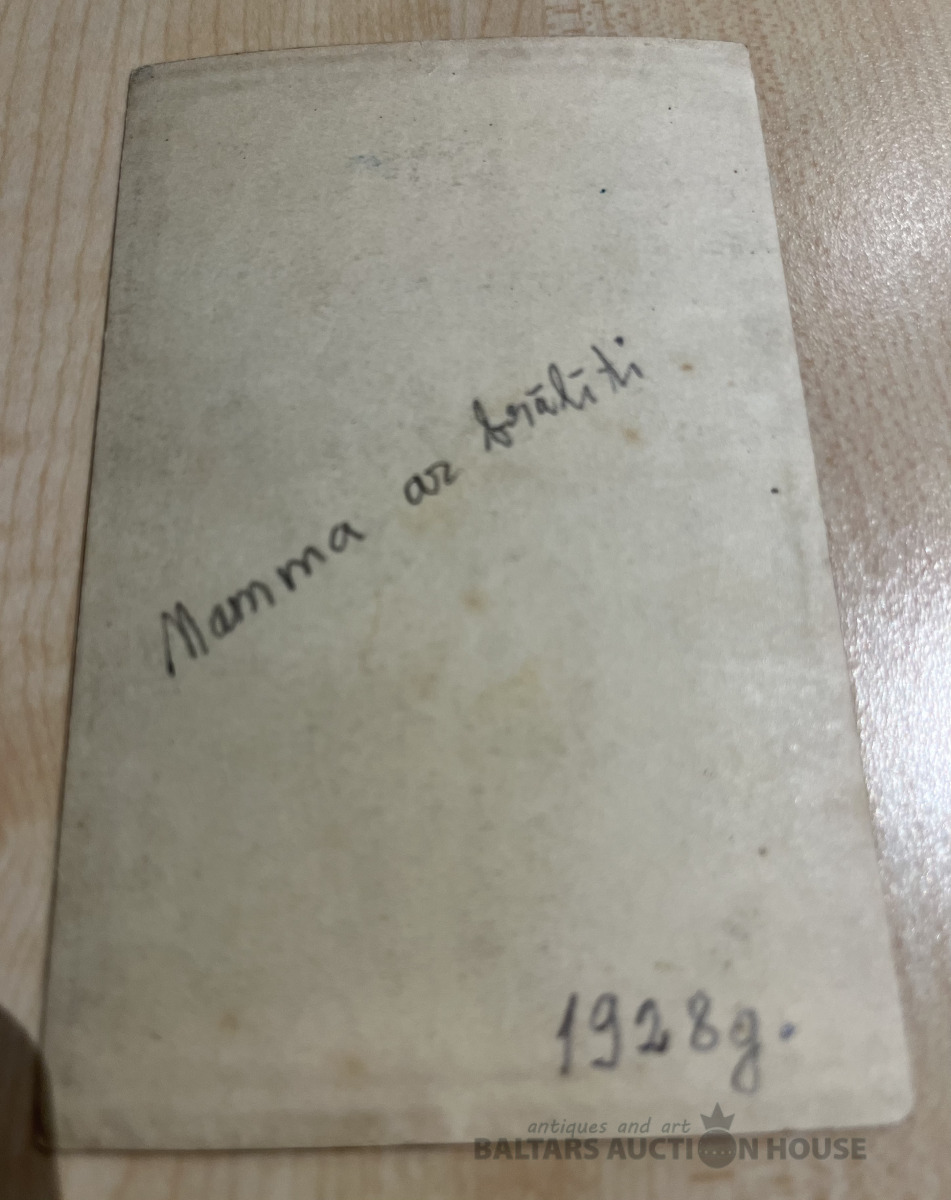 Mamma ar brālīti
1928g.
antiques and art
BALTARS AUCTION HOUSE